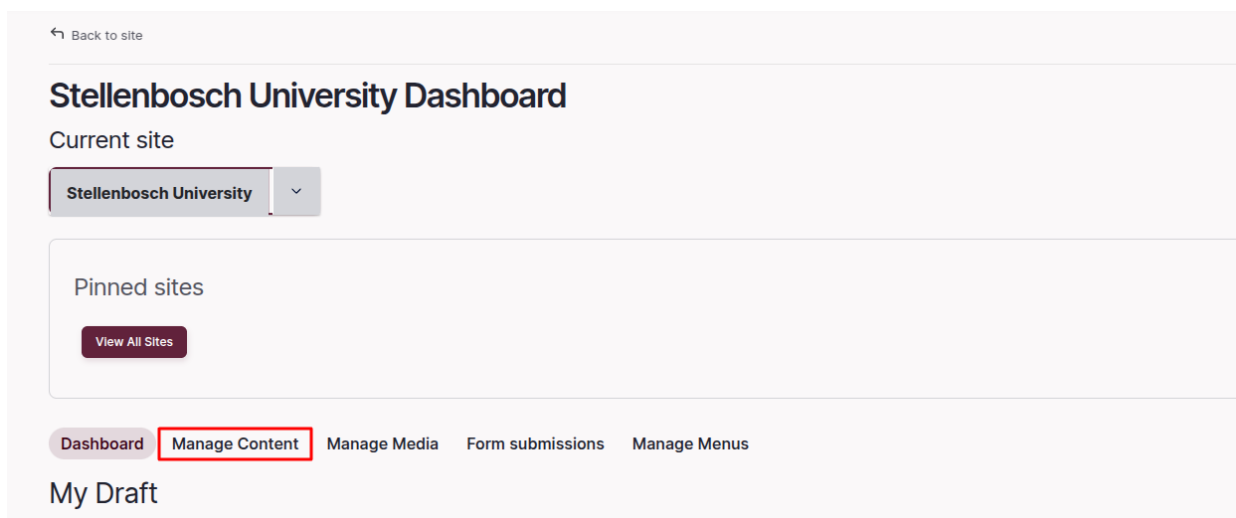 Back to site
Stellenbosch University Dashboard
Current site
Stellenbosch University
Pinned sites
View All Sites
Dashboard Manage Content Manage Media Form submissions Manage Menus
My Draft